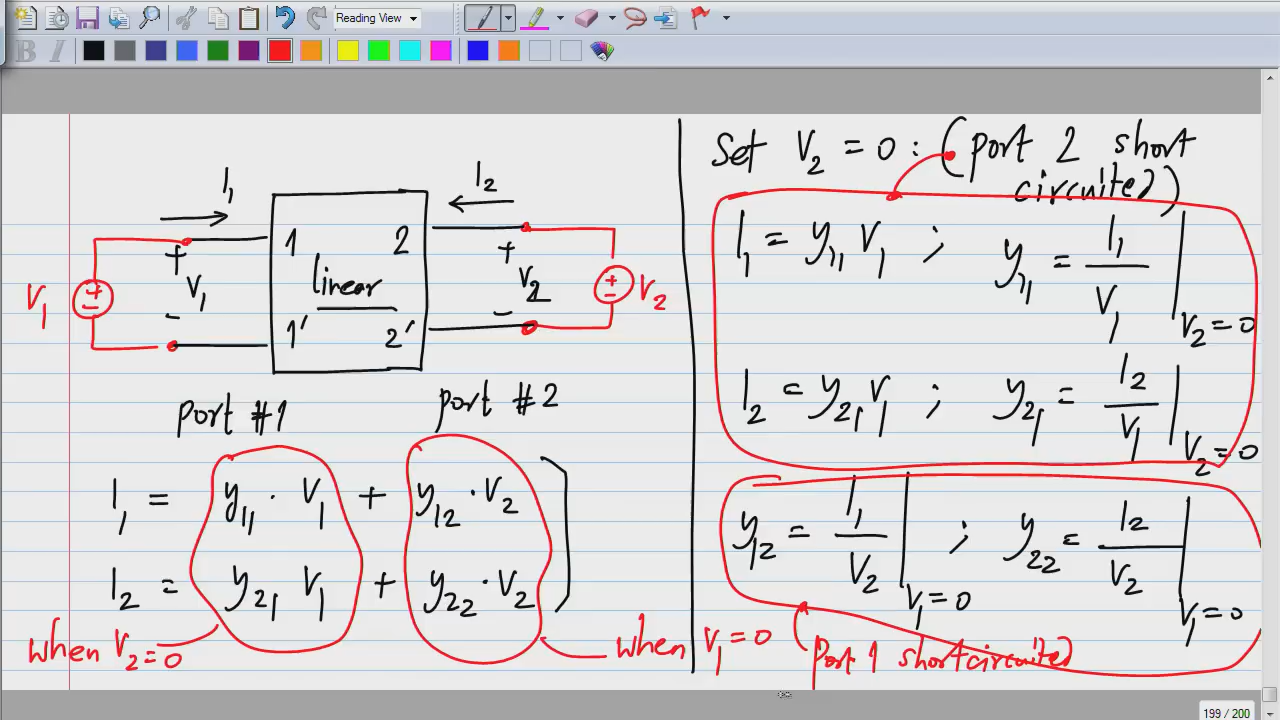 Reading View
B I
I1
I2
1 2
+ +
V1 + V1 linear V2 + V2
- - - -
1' 2'
port #1 port #2
I1 = y11 · V1 + y12 · V2
I2 = y21 V1 + y22 · V2
when V2=0
when V1=0
Set V2 = 0 : (port 2 short
circuited)
I1 = y11 V1 ; y11 = I1 / V1 | V2=0
I2 = y21 V1 ; y21 = I2 / V1 | V2=0
y12 = I1 / V2 | V1=0 ; y22 = I2 / V2 | V1=0
(Port 1 shortcircuited)
199 / 200